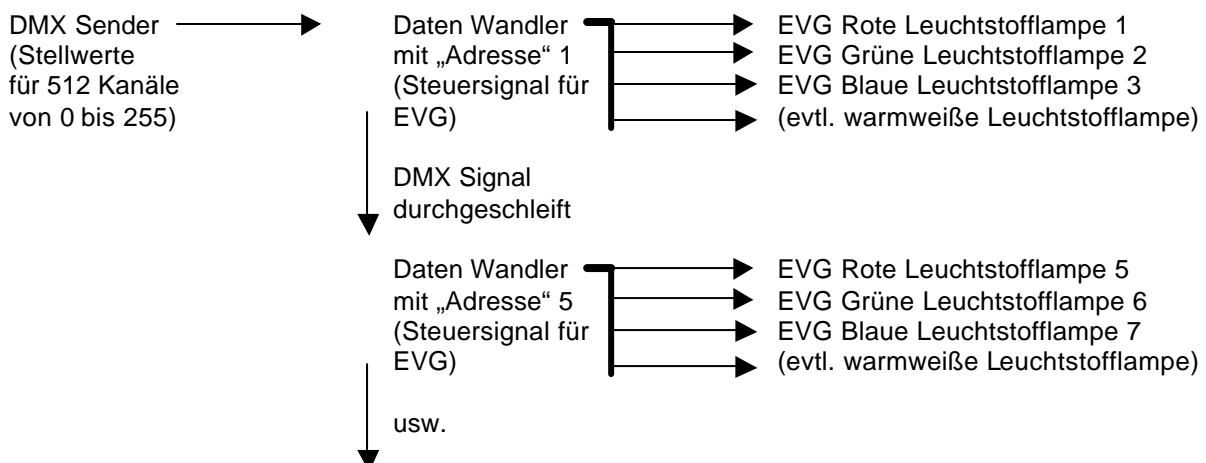 DMX Sender
(Stellwerte
für 512 Kanäle
von 0 bis 255)
Daten Wandler
mit „Adresse“ 1
(Steuersignal für
EVG)
EVG Rote Leuchtstofflampe 1
EVG Grüne Leuchtstofflampe 2
EVG Blaue Leuchtstofflampe 3
(evtl. warmweiße Leuchtstofflampe)
DMX Signal
durchgeschleift
Daten Wandler
mit „Adresse“ 5
(Steuersignal für
EVG)
EVG Rote Leuchtstofflampe 5
EVG Grüne Leuchtstofflampe 6
EVG Blaue Leuchtstofflampe 7
(evtl. warmweiße Leuchtstofflampe)
usw.